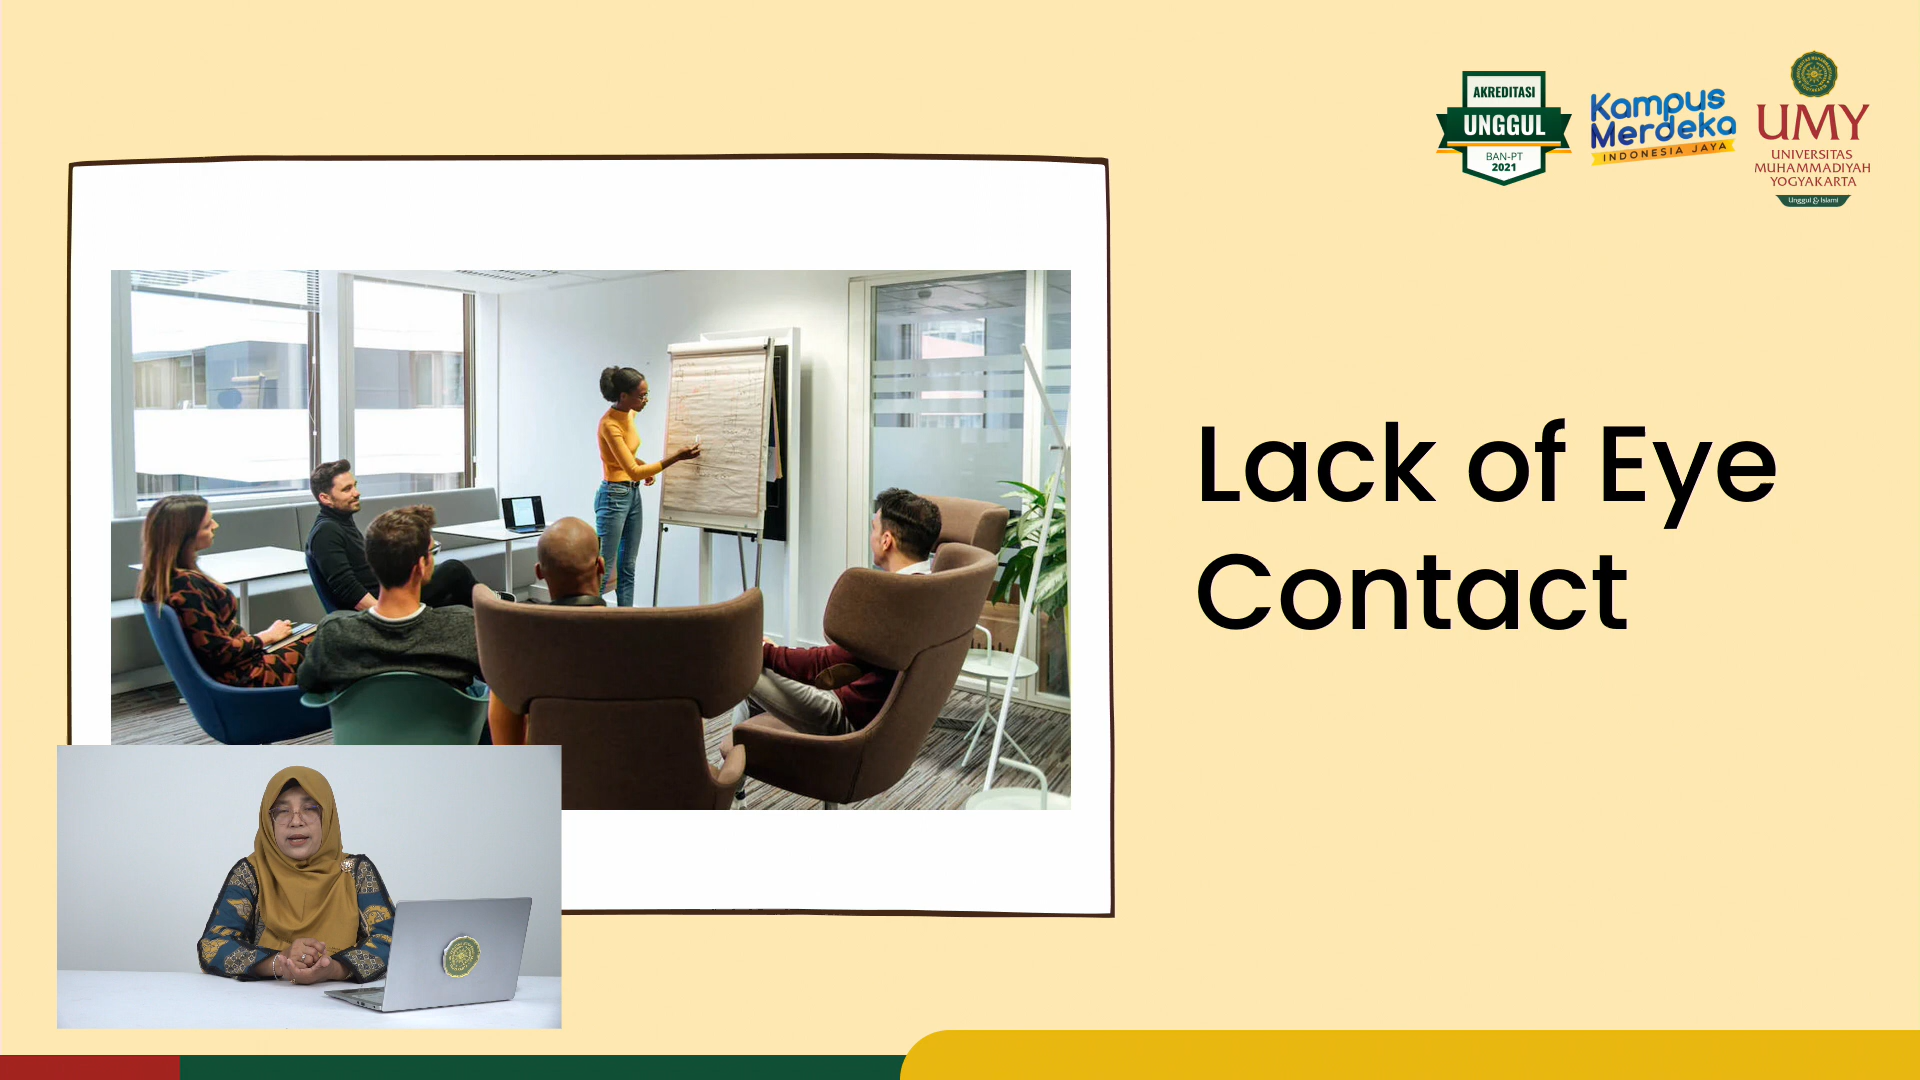 AKREDITASI
UNGGUL
BAN-PT
2021
Kampus
Merdeka
INDONESIA JAYA
UMY
UNIVERSITAS
MUHAMMADIYAH
YOGYAKARTA
Unggul & Islami
Lack of Eye
Contact